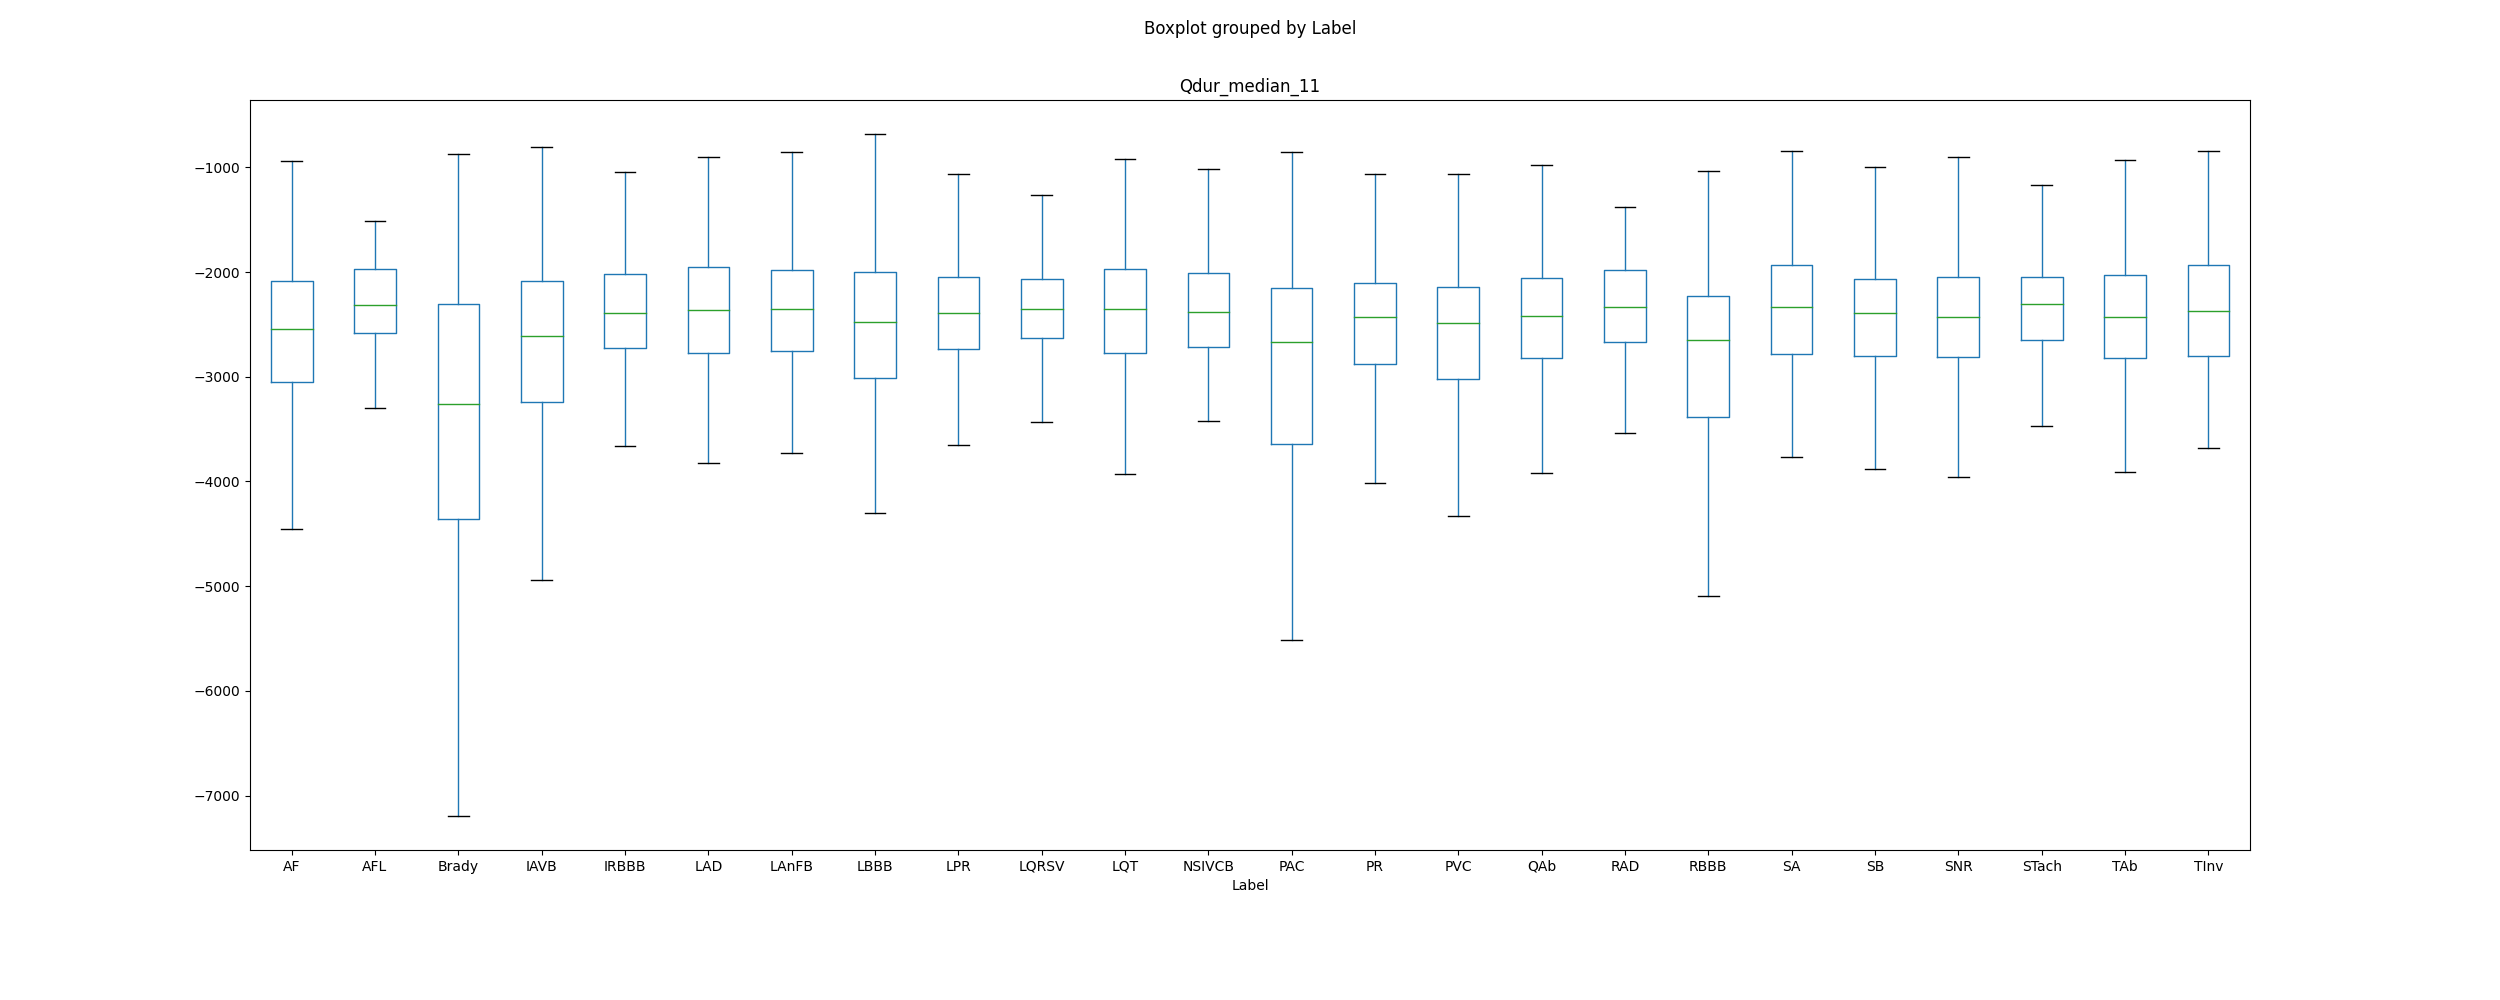 Boxplot grouped by Label
Qdur_median_11
−1000
−2000
−3000
−4000
−5000
−6000
−7000
AF AFL Brady IAVB IRBBB LAD LAnFB LBBB LPR LQRSV LQT NSIVCB PAC PR PVC QAb RAD RBBB SA SB SNR STach TAb TInv
Label